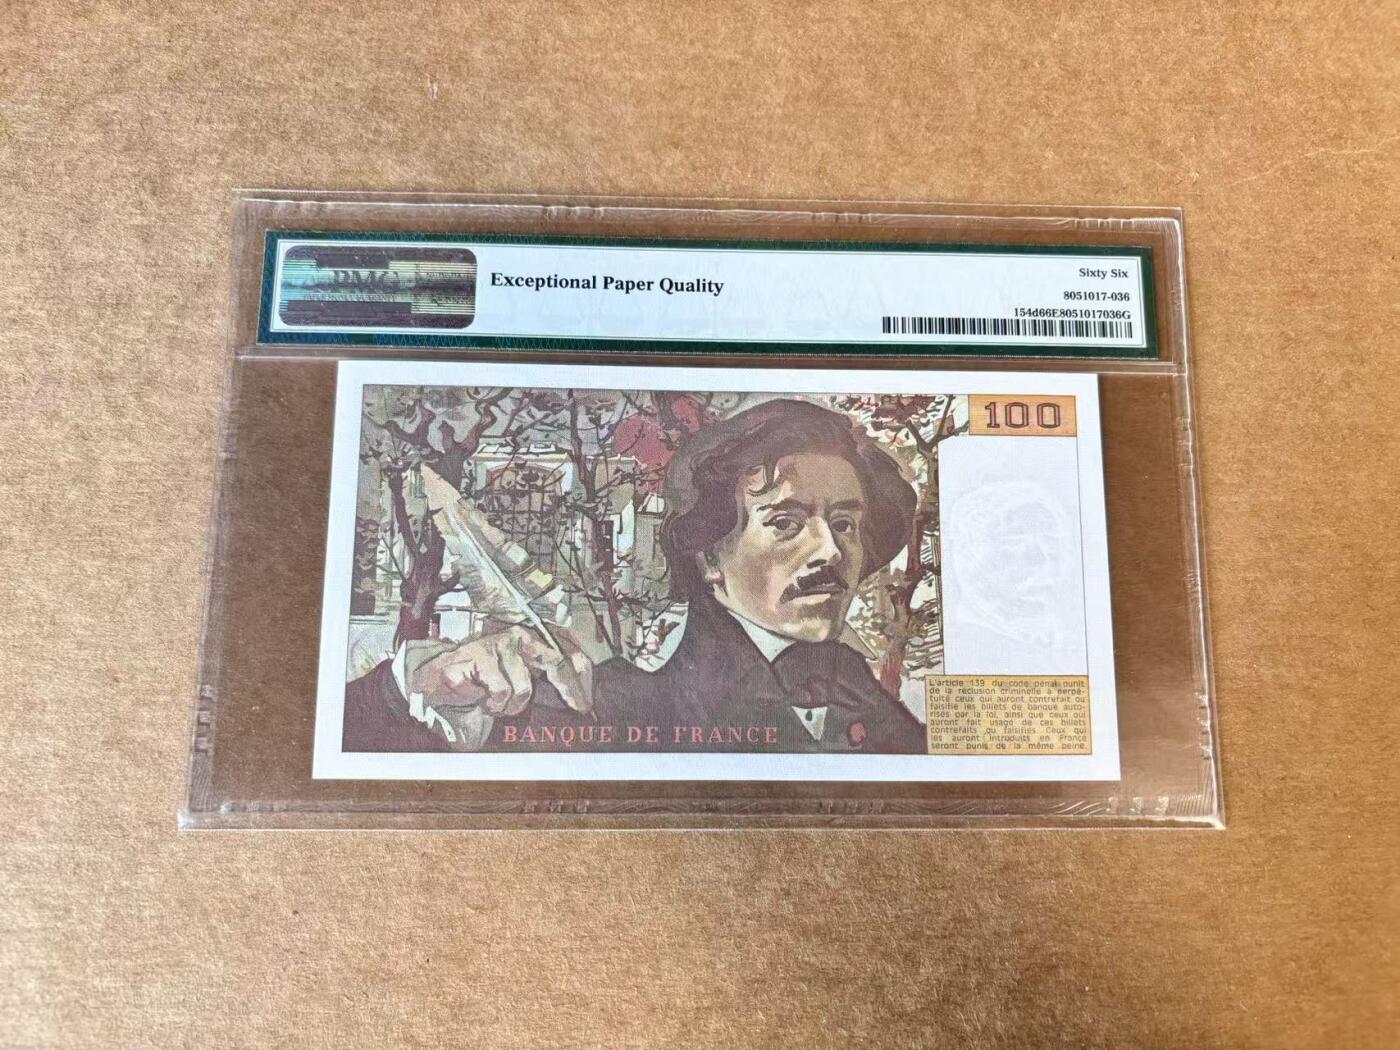 PMG
Exceptional Paper Quality
Sixty Six
8051017-036
154d66E8051017036G
100
BANQUE DE FRANCE
L'article 139 du code pénal punit
de la réclusion criminelle à perpé-
tuité ceux qui auront contrefait ou
falsifié les billets de banque auto-
risés par la loi, ainsi que ceux qui
auront fait usage de ces billets
contrefaits ou falsifiés. Ceux qui
les auront introduits en France
seront punis de la même peine.